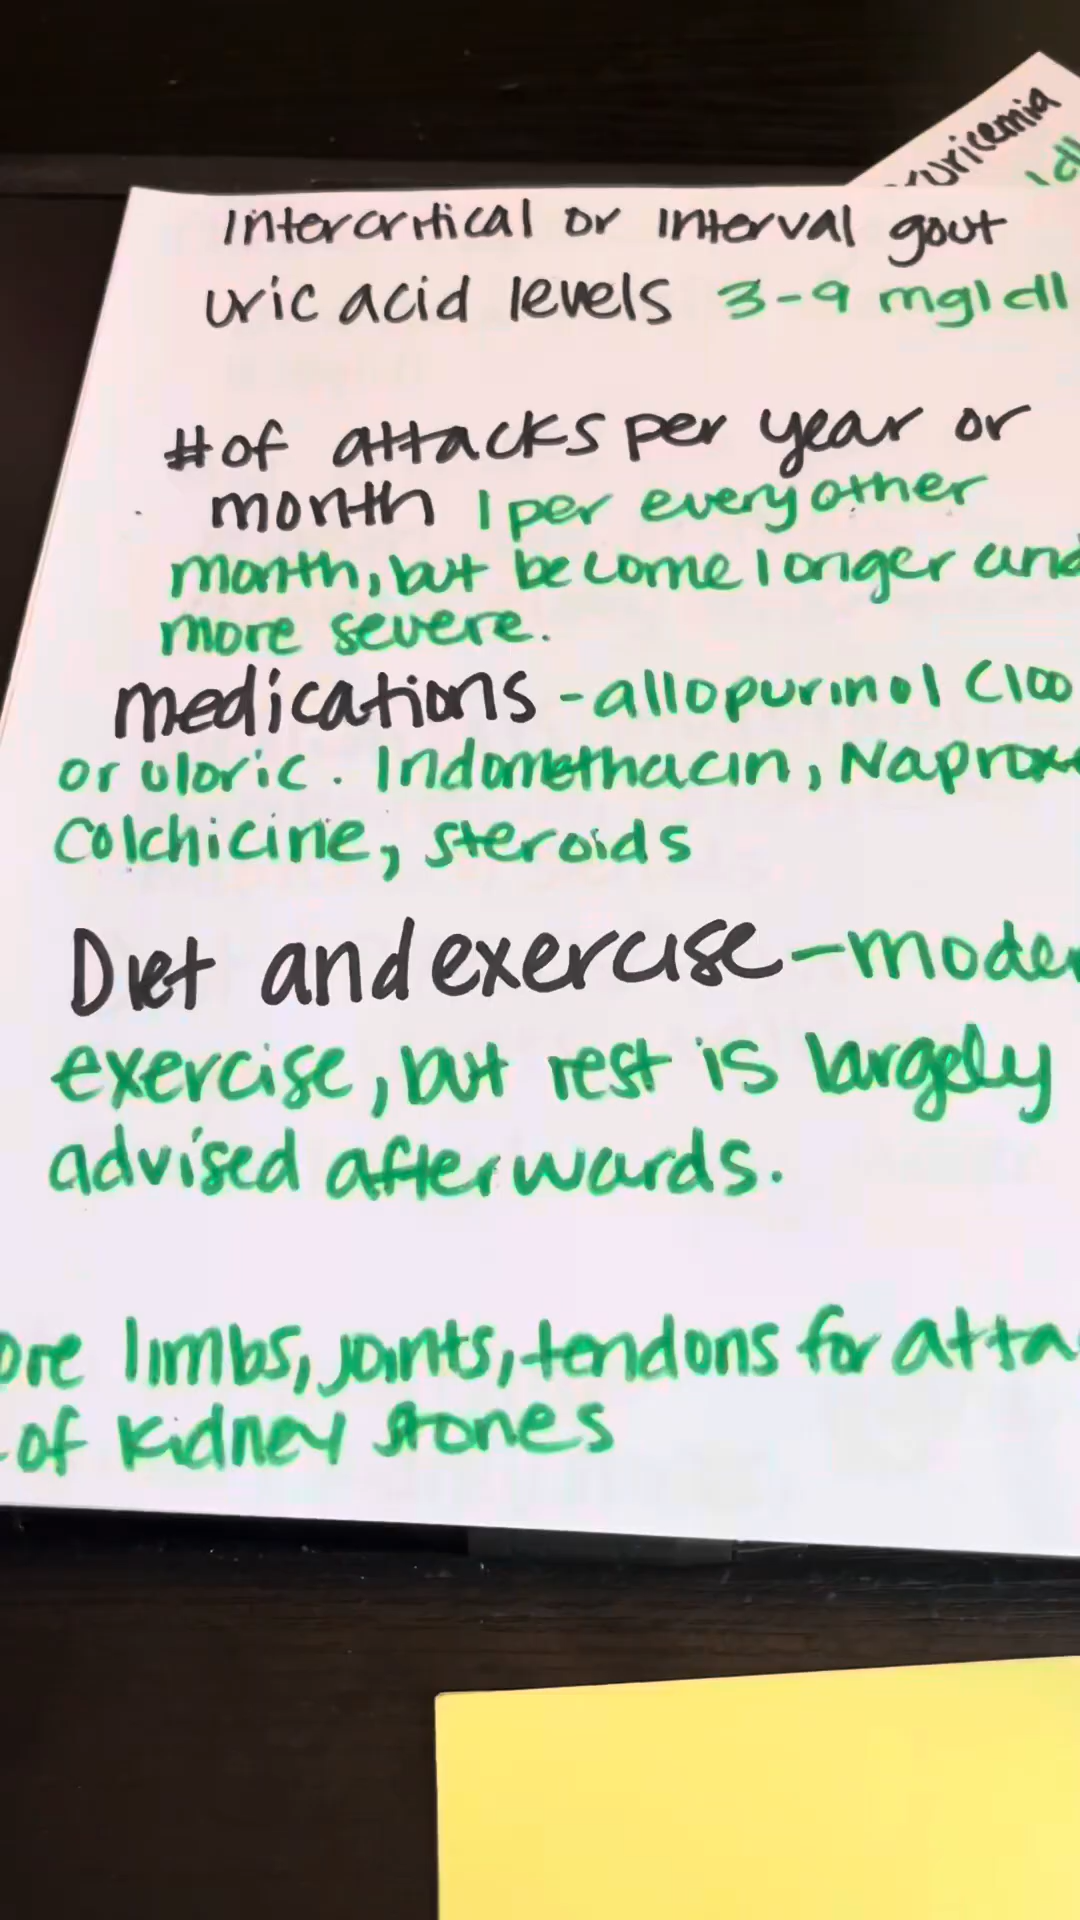 uricemia
Intercritical or interval gout
uric acid levels 3-9 mg/dl
# of attacks per year or
month 1 per every other
month, but become longer and
more severe.
medications - allopurinol (100
or uloric. Indomethacin, Naprox
Colchicine, steroids
Diet and exercise - moder
exercise, but rest is largely
advised afterwards.
ore limbs, joints, tendons for atta
of kidney stones